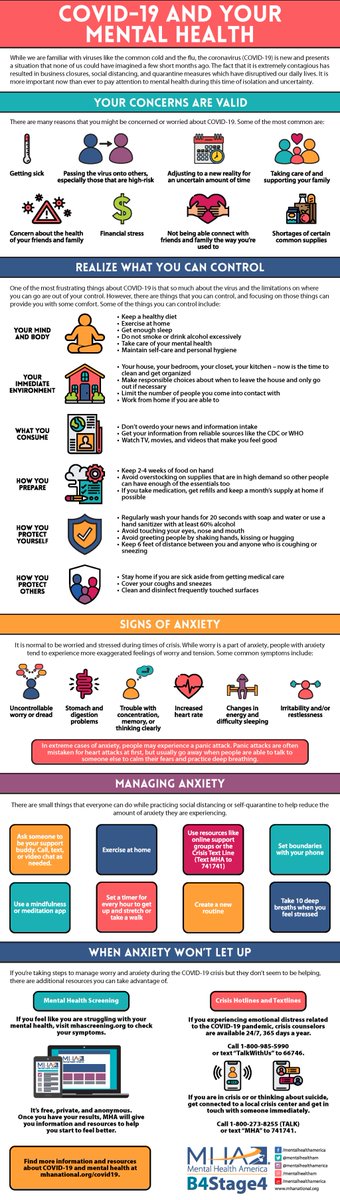 COVID-19 AND YOUR
MENTAL HEALTH
While we are familiar with viruses like the common cold and the flu, the coronavirus (COVID-19) is new and presents
a situation that none of us could have imagined a few short months ago. The fact that it is extremely contagious has
resulted in business closures, social distancing, and quarantine measures which have disruptived our daily lives. It is
more important now than ever to pay attention to mental health during this time of isolation and uncertainty.
YOUR CONCERNS ARE VALID
There are many reasons that you might be concerned or worried about COVID-19. Some of the most common are:
Getting sick
Passing the virus onto others,
especially those that are high-risk
Adjusting to a new reality for
an uncertain amount of time
Taking care of and
supporting your family
Concern about the health
of your friends and family
Financial stress
Not being able connect with
friends and family the way you're
used to
Shortages of certain
common supplies
REALIZE WHAT YOU CAN CONTROL
One of the most frustrating things about COVID-19 is that so much about the virus and the limitations on where
you can go are out of your control. However, there are things that you can control, and focusing on those things can
provide you with some comfort. Some of the things you can control include:
YOUR MIND
AND BODY
• Keep a healthy diet
• Exercise at home
• Get enough sleep
• Do not smoke or drink alcohol excessively
• Take care of your mental health
• Maintain self-care and personal hygiene
YOUR
IMMEDIATE
ENVIRONMENT
• Your house, your bedroom, your closet, your kitchen – now is the time to
clean and get organized
• Make responsible choices about when to leave the house and only go
out if necessary
• Limit the number of people you come into contact with
• Work from home if you are able to
WHAT YOU
CONSUME
• Don't overdo your news and information intake
• Get your information from reliable sources like the CDC or WHO
• Watch TV, movies, and videos that make you feel good
HOW YOU
PREPARE
• Keep 2-4 weeks of food on hand
• Avoid overstocking on supplies that are in high demand so other people
can have enough of the essentials too
• If you take medication, get refills and keep a month's supply at home if
possible
HOW YOU
PROTECT
YOURSELF
• Regularly wash your hands for 20 seconds with soap and water or use a
hand sanitizer with at least 60% alcohol
• Avoid touching your eyes, nose and mouth
• Avoid greeting people by shaking hands, kissing or hugging
• Keep 6 feet of distance between you and anyone who is coughing or
sneezing
HOW YOU
PROTECT
OTHERS
• Stay home if you are sick aside from getting medical care
• Cover your coughs and sneezes
• Clean and disinfect frequently touched surfaces
SIGNS OF ANXIETY
It is normal to be worried and stressed during times of crisis. While worry is a part of anxiety, people with anxiety
tend to experience more exaggerated feelings of worry and tension. Some common symptoms include:
Uncontrollable
worry or dread
Stomach and
digestion
problems
Trouble with
concentration,
memory, or
thinking clearly
Increased
heart rate
Changes in
energy and
difficulty sleeping
Irritability and/or
restlessness
In extreme cases of anxiety, people may experience a panic attack. Panic attacks are often
mistaken for heart attacks at first, but usually go away when people are able to talk to
someone else to calm their fears and practice deep breathing.
MANAGING ANXIETY
There are small things that everyone can do while practicing social distancing or self-quarantine to help reduce the
amount of anxiety they are experiencing.
Ask someone to
be your support
buddy. Call, text,
or video chat as
needed.
Exercise at home
Use resources like
online support
groups or the
Crisis Text Line
(Text MHA to
741741)
Set boundaries
with your phone
Use a mindfulness
or meditation app
Set a timer for
every hour to get
up and stretch or
take a walk
Create a new
routine
Take 10 deep
breaths when you
feel stressed
WHEN ANXIETY WON'T LET UP
If you're taking steps to manage worry and anxiety during the COVID-19 crisis but they don't seem to be helping,
there are additional resources you can take advantage of.
Mental Health Screening
If you feel like you are struggling with your
mental health, visit mhascreening.org to check
your symptoms.
MHA
It's free, private, and anonymous.
Once you have your results, MHA will give
you information and resources to help
you start to feel better.
Find more information and resources
about COVID-19 and mental health at
mhanational.org/covid19.
Crisis Hotlines and Textlines
If you are experiencing emotional distress related
to the COVID-19 pandemic, crisis counselors
are available 24/7, 365 days a year.
Call 1-800-985-5990
or text "TalkWithUs" to 66746.
If you are in crisis or thinking about suicide,
get connected to a local crisis center and get in
touch with someone immediately.
Call 1-800-273-8255 (TALK)
or text "MHA" to 741741.
MHA
Mental Health America
B4Stage4
/mentalhealthamerica
@mentalhealtham
@mentalhealthamerica
/mentalhealthamerica
mhanational.org